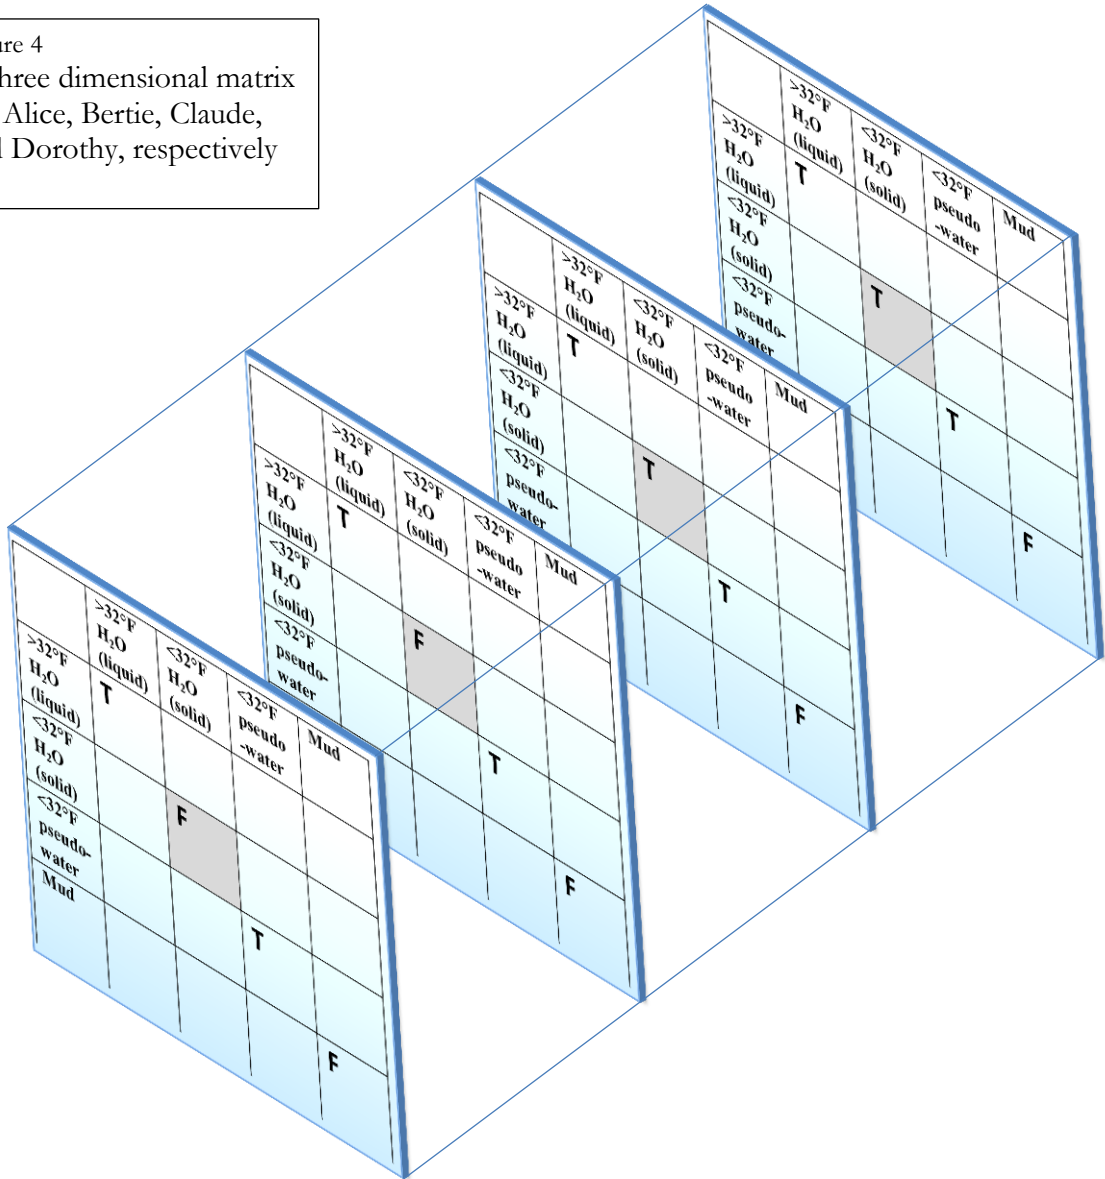 ure 4
hree dimensional matrix
Alice, Bertie, Claude,
Dorothy, respectively
>32°F
H₂O
(liquid)
<32°F
H₂O
(solid)
<32°F
pseudo
-water
Mud
>32°F
H₂O
(liquid)
T
<32°F
H₂O
(solid)
T
<32°F
pseudo-
water
T
F
>32°F
H₂O
(liquid)
<32°F
H₂O
(solid)
<32°F
pseudo
-water
Mud
>32°F
H₂O
(liquid)
T
<32°F
H₂O
(solid)
T
<32°F
pseudo-
water
T
F
>32°F
H₂O
(liquid)
<32°F
H₂O
(solid)
<32°F
pseudo
-water
Mud
>32°F
H₂O
(liquid)
T
<32°F
H₂O
(solid)
F
<32°F
pseudo-
water
T
F
>32°F
H₂O
(liquid)
<32°F
H₂O
(solid)
<32°F
pseudo
-water
Mud
>32°F
H₂O
(liquid)
T
<32°F
H₂O
(solid)
F
<32°F
pseudo-
water
T
Mud
F